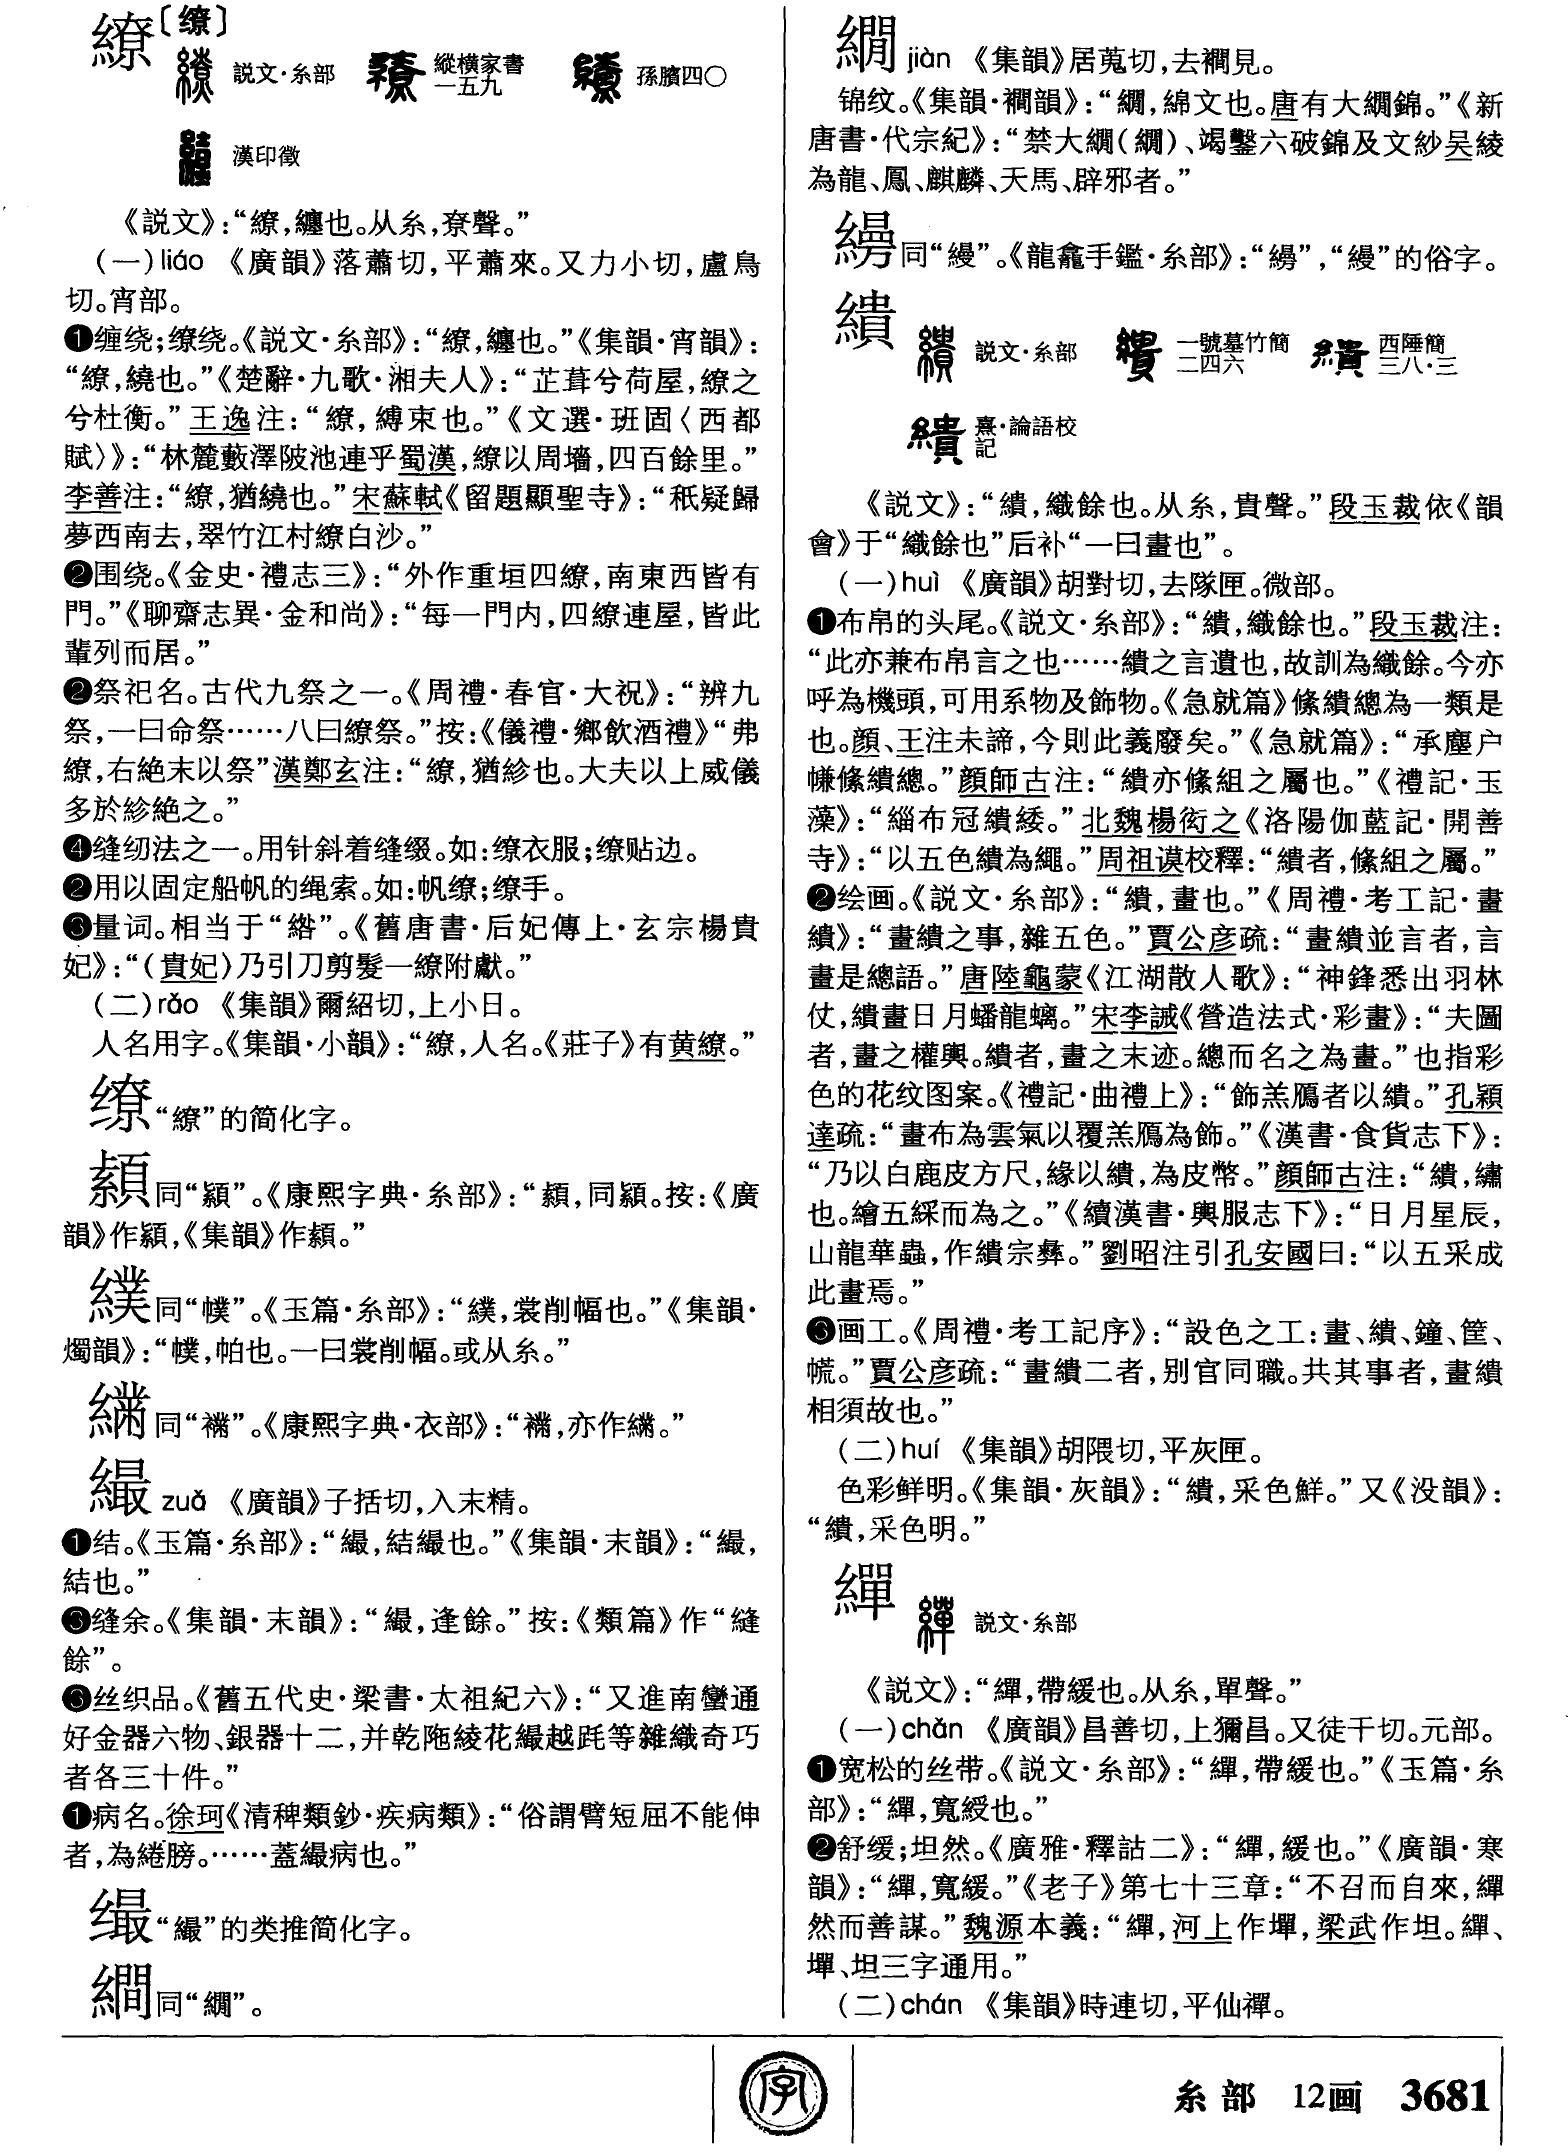 繚〔缭〕
説文·糸部
縱横家書一五九
孫臏四〇
漢印徵
《説文》：“繚，纏也。从糸，尞聲。”
(一)liáo 《廣韻》落蕭切，平蕭來。又力小切，盧鳥
切。宵部。
❶缠绕；缭绕。《説文·糸部》：“繚，纏也。”《集韻·宵韻》：
“繚，繞也。”《楚辭·九歌·湘夫人》：“芷葺兮荷屋，繚之
兮杜衡。”王逸注：“繚，縛束也。”《文選·班固〈西都
賦〉》：“林麓藪澤陂池連乎蜀漢，繚以周墻，四百餘里。”
李善注：“繚，猶繞也。”宋蘇軾《留題顯聖寺》：“秖疑歸
夢西南去，翠竹江村繚白沙。”
❷围绕。《金史·禮志三》：“外作重垣四繚，南東西皆有
門。”《聊齋志異·金和尚》：“每一門内，四繚連屋，皆此
輩列而居。”
❷祭祀名。古代九祭之一。《周禮·春官·大祝》：“辨九
祭，一曰命祭……八曰繚祭。”按：《儀禮·鄉飲酒禮》“弗
繚，右絶末以祭”漢鄭玄注：“繚，猶紾也。大夫以上威儀
多於紾絶之。”
❹缝纫法之一。用针斜着缝缀。如：缭衣服；缭贴边。
❷用以固定船帆的绳索。如：帆缭；缭手。
❸量词。相当于“绺”。《舊唐書·后妃傳上·玄宗楊貴
妃》：“(貴妃)乃引刀剪髮一繚附獻。”
(二)rǎo 《集韻》爾紹切，上小日。
人名用字。《集韻·小韻》：“繚，人名。《莊子》有黄繚。”
缭“繚”的简化字。
䫂同“纇”。《康熙字典·糸部》：“䫂，同纇。按：《廣
韻》作纇，《集韻》作䫂。”
纀同“幞”。《玉篇·糸部》：“纀，裳削幅也。”《集韻·
燭韻》：“幞，帕也。一曰裳削幅。或从糸。”
同“襺”。《康熙字典·衣部》：
繓 zuǎ 《廣韻》子括切，入末精。
❶结。《玉篇·糸部》：“繓，結繓也。”《集韻·末韻》：“繓，
結也。”
❸缝余。《集韻·末韻》：“繓，逢餘。”按：《類篇》作“縫
餘”。
❸丝织品。《舊五代史·梁書·太祖紀六》：“又進南蠻通
好金器六物、銀器十二，并乾陁綾花繓越毦等雜織奇巧
者各三十件。”
❶病名。徐珂《清稗類鈔·疾病類》：“俗謂臂短屈不能伸
者，為綣膀。……蓋繓病也。”
“繓”的类推简化字。
繝同“繝”。
繝 jiàn 《集韻》居莧切，去襇見。
锦纹。《集韻·襇韻》：“繝，綿文也。唐有大繝錦。”《新
唐書·代宗紀》：“禁大繝(繝)、竭鑿六破錦及文紗吴綾
為龍、鳳、麒麟、天馬、辟邪者。”
同“縵”。《龍龕手鑑·糸部》：“縵”的俗字。
繢
説文·糸部
一號墓竹簡二四六
西陲簡三八·三
熹·論語校記
《説文》：“繢，織餘也。从糸，貴聲。”段玉裁依《韻
會》于“織餘也”后补“一曰畫也”。
(一)huì 《廣韻》胡對切，去隊匣。微部。
❶布帛的头尾。《説文·糸部》：“繢，織餘也。”段玉裁注：
“此亦兼布帛言之也……繢之言遺也，故訓為織餘。今亦
呼為機頭，可用系物及飾物。《急就篇》絛繢總為一類是
也。顔、王注未諦，今則此義廢矣。”《急就篇》：“承塵户
㡘絛繢總。”顔師古注：“繢亦絛組之屬也。”《禮記·玉
藻》：“緇布冠繢緌。”北魏楊衒之《洛陽伽藍記·開善
寺》：“以五色繢為繩。”周祖谟校釋：“繢者，絛組之屬。”
❷绘画。《説文·糸部》：“繢，畫也。”《周禮·考工記·畫
繢》：“畫繢之事，雜五色。”賈公彦疏：“畫繢並言者，言
畫是總語。”唐陸龜蒙《江湖散人歌》：“神鋒悉出羽林
仗，繢畫日月蟠龍螭。”宋李誡《營造法式·彩畫》：“夫圖
者，畫之權輿。繢者，畫之末迹。總而名之為畫。”也指彩
色的花纹图案。《禮記·曲禮上》：“飾羔鴈者以繢。”孔穎
達疏：“畫布為雲氣以覆羔鴈為飾。”《漢書·食貨志下》：
“乃以白鹿皮方尺，緣以繢，為皮幣。”顔師古注：“繢，繡
也。繪五綵而為之。”《續漢書·輿服志下》：“日月星辰，
山龍華蟲，作繢宗彝。”劉昭注引孔安國曰：“以五采成
此畫焉。”
❸画工。《周禮·考工記序》：“設色之工：畫、繢、鐘、筐、
㡆。”賈公彦疏：“畫繢二者，别官同職。共其事者，畫繢
相須故也。”
(二)huí 《集韻》胡隈切，平灰匣。
色彩鲜明。《集韻·灰韻》：“繢，采色鮮。”又《没韻》：
“繢，采色明。”
繟
説文·糸部
《説文》：“繟，帶緩也。从糸，單聲。”
(一)chǎn 《廣韻》昌善切，上獮昌。又徒干切。元部。
❶宽松的丝带。《説文·糸部》：“繟，帶緩也。”《玉篇·糸
部》：“繟，寬綬也。”
❷舒缓；坦然。《廣雅·釋詁二》：“繟，緩也。”《廣韻·寒
韻》：“繟，寬緩。”《老子》第七十三章：“不召而自來，繟
然而善謀。”魏源本義：“繟，河上作墠，梁武作坦。繟、
墠、坦三字通用。”
(二)chán 《集韻》時連切，平仙禪。
字
糸部 12画 3681